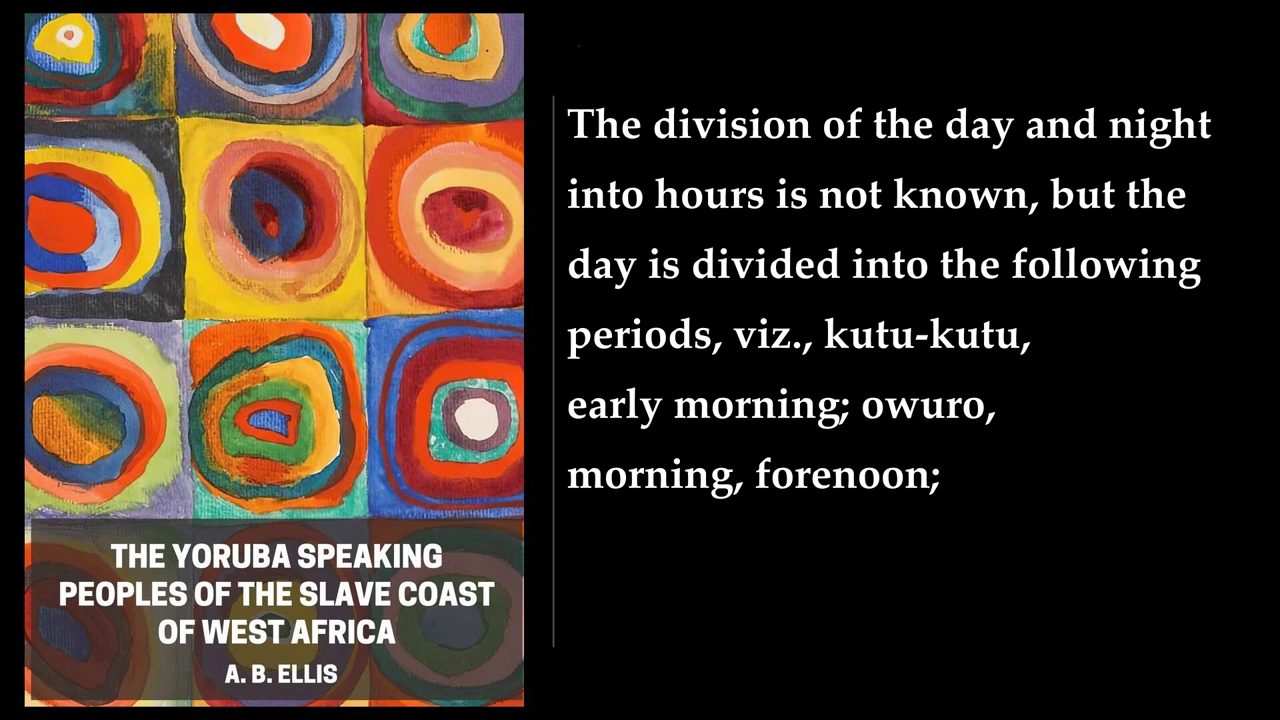 The division of the day and night
into hours is not known, but the
day is divided into the following
periods, viz., kutu-kutu,
early morning; owuro,
morning, forenoon;
THE YORUBA SPEAKING
PEOPLES OF THE SLAVE COAST
OF WEST AFRICA
A. B. ELLIS